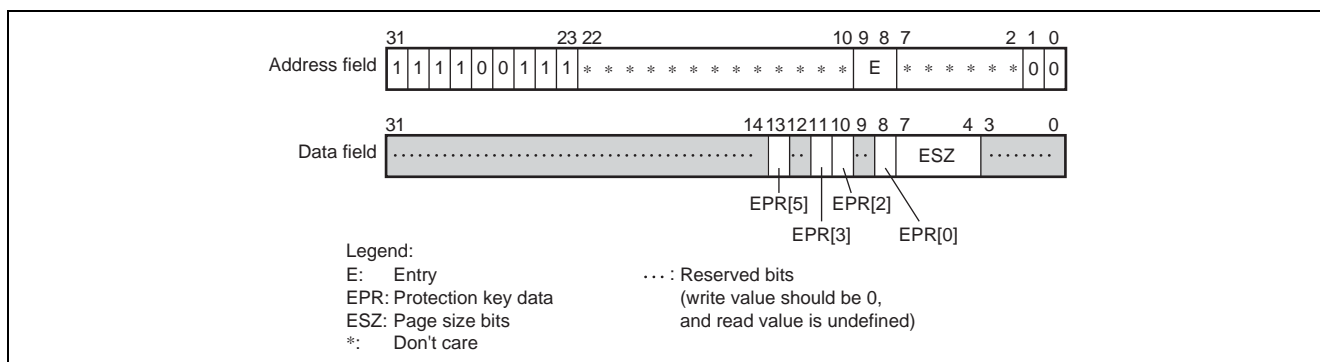 31 23 22 10 9 8 7 2 1 0
Address field 1 1 1 1 0 0 1 1 1 * * * * * * * * * * * * * E * * * * * * 0 0
31 14 13 12 11 10 9 8 7 4 3 0
Data field ESZ
EPR[5] EPR[2]
EPR[3] EPR[0]
Legend:
E: Entry ... : Reserved bits
EPR: Protection key data (write value should be 0,
ESZ: Page size bits and read value is undefined)
*: Don't care